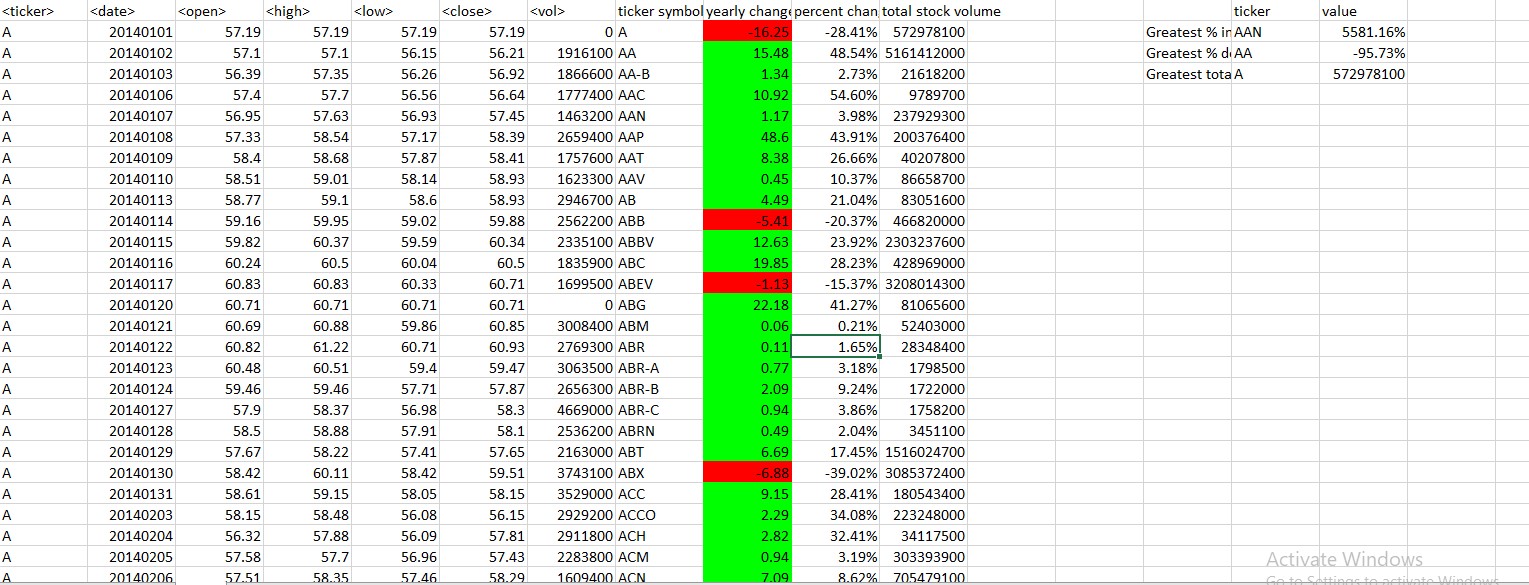 <ticker> <date> <open> <high> <low> <close> <vol> ticker symbol yearly change percent chan total stock volume ticker value
A 20140101 57.19 57.19 57.19 57.19 0 A -16.25 -28.41% 572978100 Greatest % in AAN 5581.16%
A 20140102 57.1 57.1 56.15 56.21 1916100 AA 15.48 48.54% 5161412000 Greatest % d AA -95.73%
A 20140103 56.39 57.35 56.26 56.92 1866600 AA-B 1.34 2.73% 21618200 Greatest tota A 572978100
A 20140106 57.4 57.7 56.56 56.64 1777400 AAC 10.92 54.60% 9789700
A 20140107 56.95 57.63 56.93 57.45 1463200 AAN 1.17 3.98% 237929300
A 20140108 57.33 58.54 57.17 58.39 2659400 AAP 48.6 43.91% 200376400
A 20140109 58.4 58.68 57.87 58.41 1757600 AAT 8.38 26.66% 40207800
A 20140110 58.51 59.01 58.14 58.93 1623300 AAV 0.45 10.37% 86658700
A 20140113 58.77 59.1 58.6 58.93 2946700 AB 4.49 21.04% 83051600
A 20140114 59.16 59.95 59.02 59.88 2562200 ABB -5.41 -20.37% 466820000
A 20140115 59.82 60.37 59.59 60.34 2335100 ABBV 12.63 23.92% 2303237600
A 20140116 60.24 60.5 60.04 60.5 1835900 ABC 19.85 28.23% 428969000
A 20140117 60.83 60.83 60.33 60.71 1699500 ABEV -1.13 -15.37% 3208014300
A 20140120 60.71 60.71 60.71 60.71 0 ABG 22.18 41.27% 81065600
A 20140121 60.69 60.88 59.86 60.85 3008400 ABM 0.06 0.21% 52403000
A 20140122 60.82 61.22 60.71 60.93 2769300 ABR 0.11 1.65% 28348400
A 20140123 60.48 60.51 59.4 59.47 3063500 ABR-A 0.77 3.18% 1798500
A 20140124 59.46 59.46 57.71 57.87 2656300 ABR-B 2.09 9.24% 1722000
A 20140127 57.9 58.37 56.98 58.3 4669000 ABR-C 0.94 3.86% 1758200
A 20140128 58.5 58.88 57.91 58.1 2536200 ABRN 0.49 2.04% 3451100
A 20140129 57.67 58.22 57.41 57.65 2163000 ABT 6.69 17.45% 1516024700
A 20140130 58.42 60.11 58.42 59.51 3743100 ABX -6.88 -39.02% 3085372400
A 20140131 58.61 59.15 58.05 58.15 3529000 ACC 9.15 28.41% 180543400
A 20140203 58.15 58.48 56.08 56.15 2929200 ACCO 2.29 34.08% 223248000
A 20140204 56.32 57.88 56.09 57.81 2911800 ACH 2.82 32.41% 34117500
A 20140205 57.58 57.7 56.96 57.43 2283800 ACM 0.94 3.19% 303393900
A 20140206 57.51 58.35 57.46 58.29 1609400 ACN 7.09 8.62% 705479100
Activate Windows
Go to Settings to activate Windows.